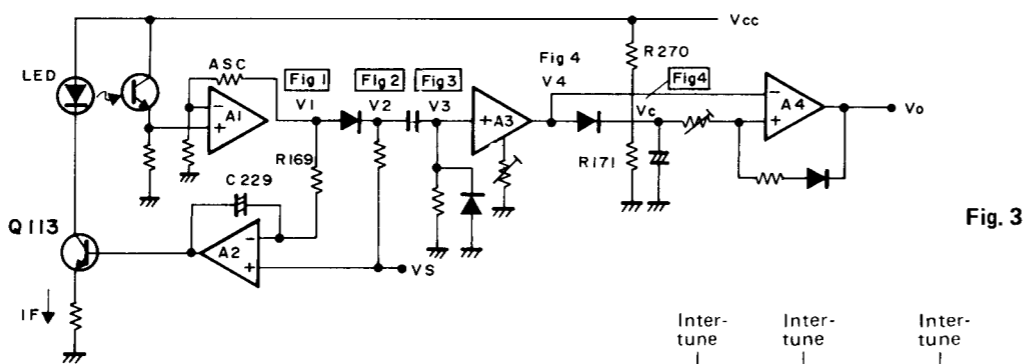 Vcc
LED
ASC
Fig 1
V1
Fig 2
V2
Fig 3
V3
Fig 4
V4
R270
Fig4
Vc
A1
A3
A4
Vo
R169
R171
C229
Q113
A2
VS
IF
Fig. 3
Inter-
tune
Inter-
tune
Inter-
tune